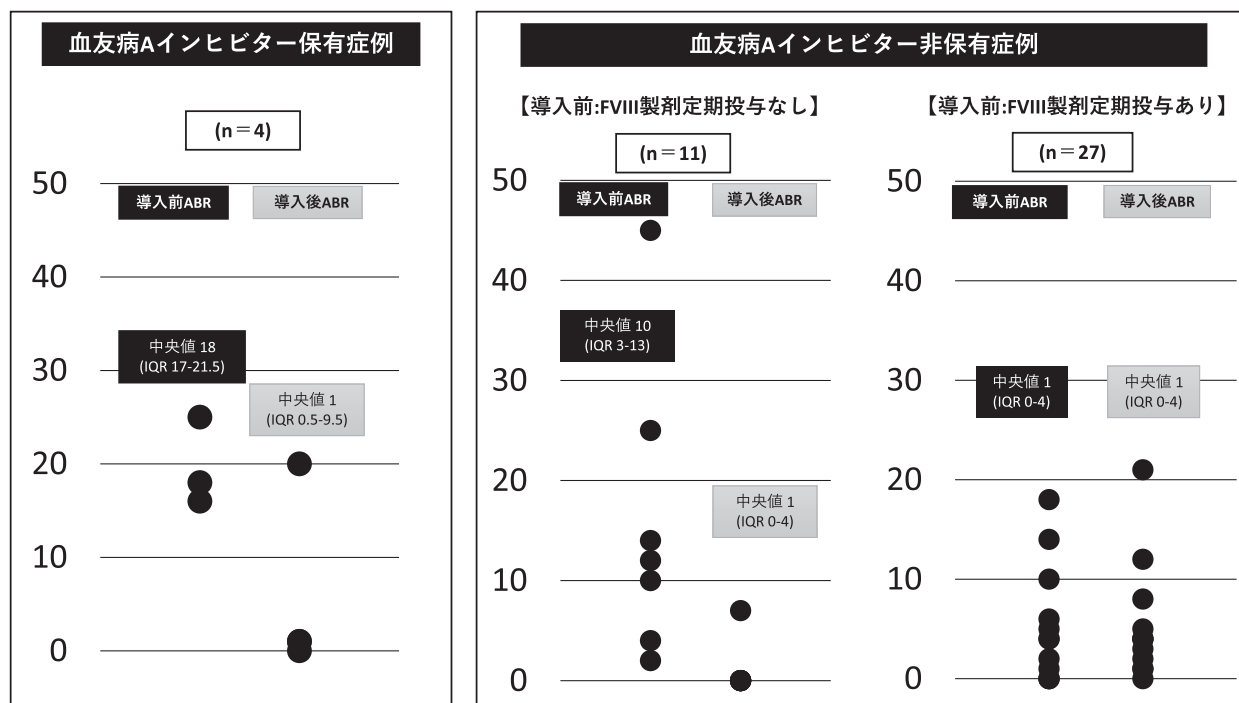 血友病Aインヒビター保有症例
(n＝4)
50
導入前ABR
導入後ABR
40
中央値 18
(IQR 17-21.5)
30
中央値 1
(IQR 0.5-9.5)
20
10
0
血友病Aインヒビター非保有症例
【導入前:FVIII製剤定期投与なし】
(n＝11)
50
導入前ABR
導入後ABR
40
中央値 10
(IQR 3-13)
30
20
中央値 1
(IQR 0-4)
10
0
【導入前:FVIII製剤定期投与あり】
(n＝27)
50
導入前ABR
導入後ABR
40
30
中央値 1
(IQR 0-4)
中央値 1
(IQR 0-4)
20
10
0